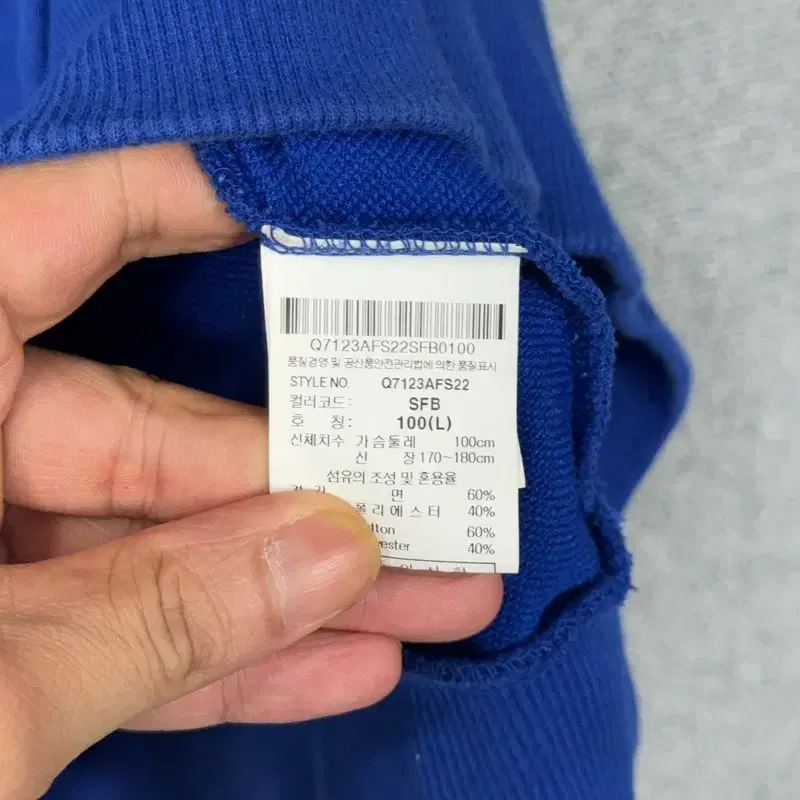 Q7123AFS22SFB0100
품질경영 및 공산품안전관리법에 의한 품질표시
STYLE NO. Q7123AFS22
컬러코드: SFB
호 칭: 100(L)
신체치수 가슴둘레 100cm
신 장 170~180cm
섬유의 조성 및 혼용율
면 60%
폴리에스터 40%
tton 60%
yester 40%